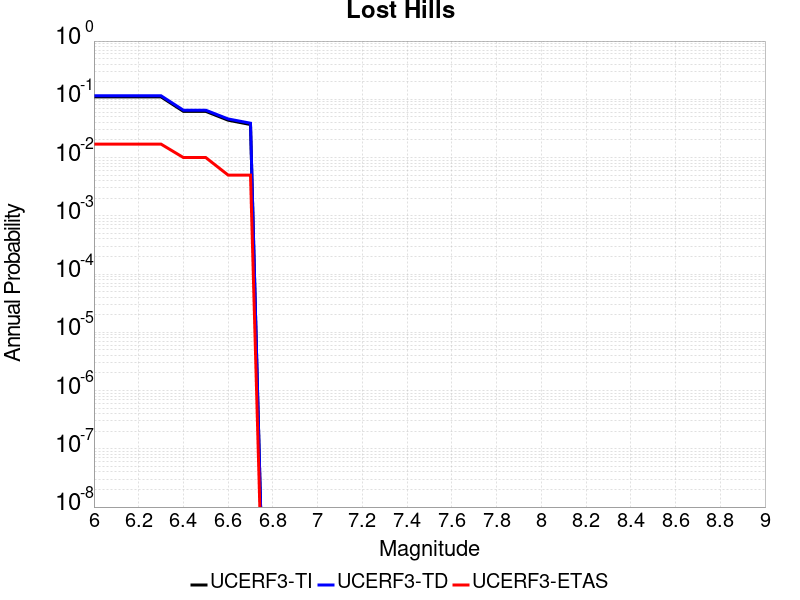 Lost Hills
10 0
10 -1
10 -2
10 -3
10 -4
10 -5
10 -6
10 -7
10 -8
Annual Probability
6 6.2 6.4 6.6 6.8 7 7.2 7.4 7.6 7.8 8 8.2 8.4 8.6 8.8 9
Magnitude
UCERF3-TI UCERF3-TD UCERF3-ETAS